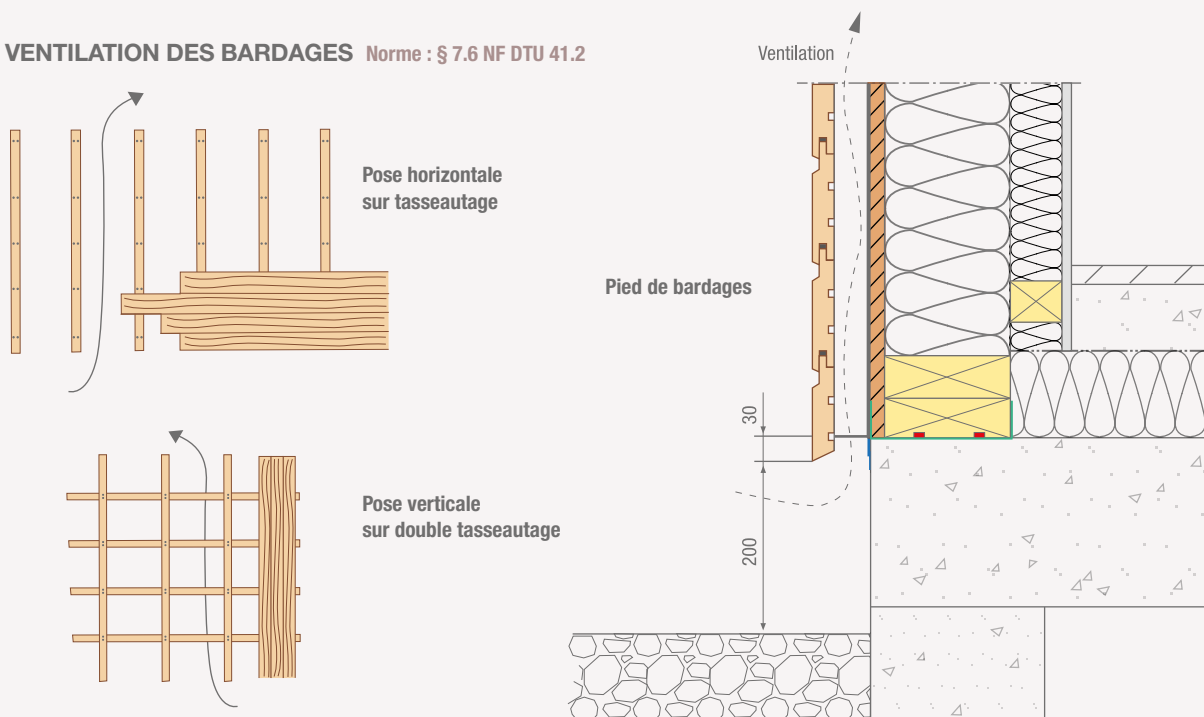 VENTILATION DES BARDAGES Norme : § 7.6 NF DTU 41.2
Ventilation
Pose horizontale
sur tasseautage
Pied de bardages
30
Pose verticale
sur double tasseautage
200